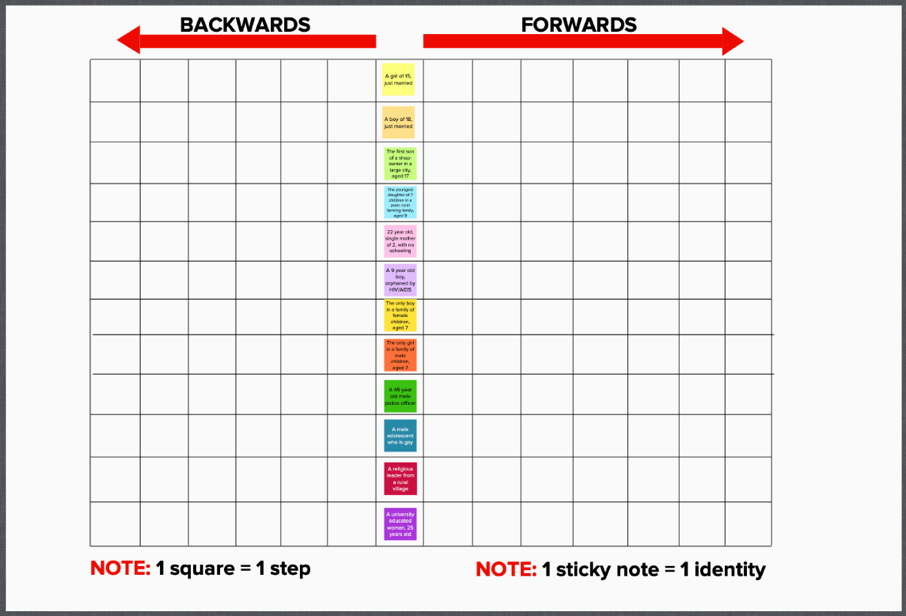 BACKWARDS
FORWARDS
A girl of 15,
just married
A boy of 18,
just married
The first son
of a shop-
owner in a
large city,
aged 17
The youngest
daughter of 7
children in a
poor, rural
farming family,
aged 9
22 year old,
single mother
of 2, with no
schooling
A 9 year old
boy,
orphaned by
HIV/AIDS
The only boy
in a family of
female
children,
aged 7
The only girl
in a family of
male
children,
aged 7
A 45 year
old male
police officer
A male
adolescent
who is gay
A religious
leader from
a rural
village
A university
educated
woman, 25
years old
NOTE: 1 square = 1 step
NOTE: 1 sticky note = 1 identity